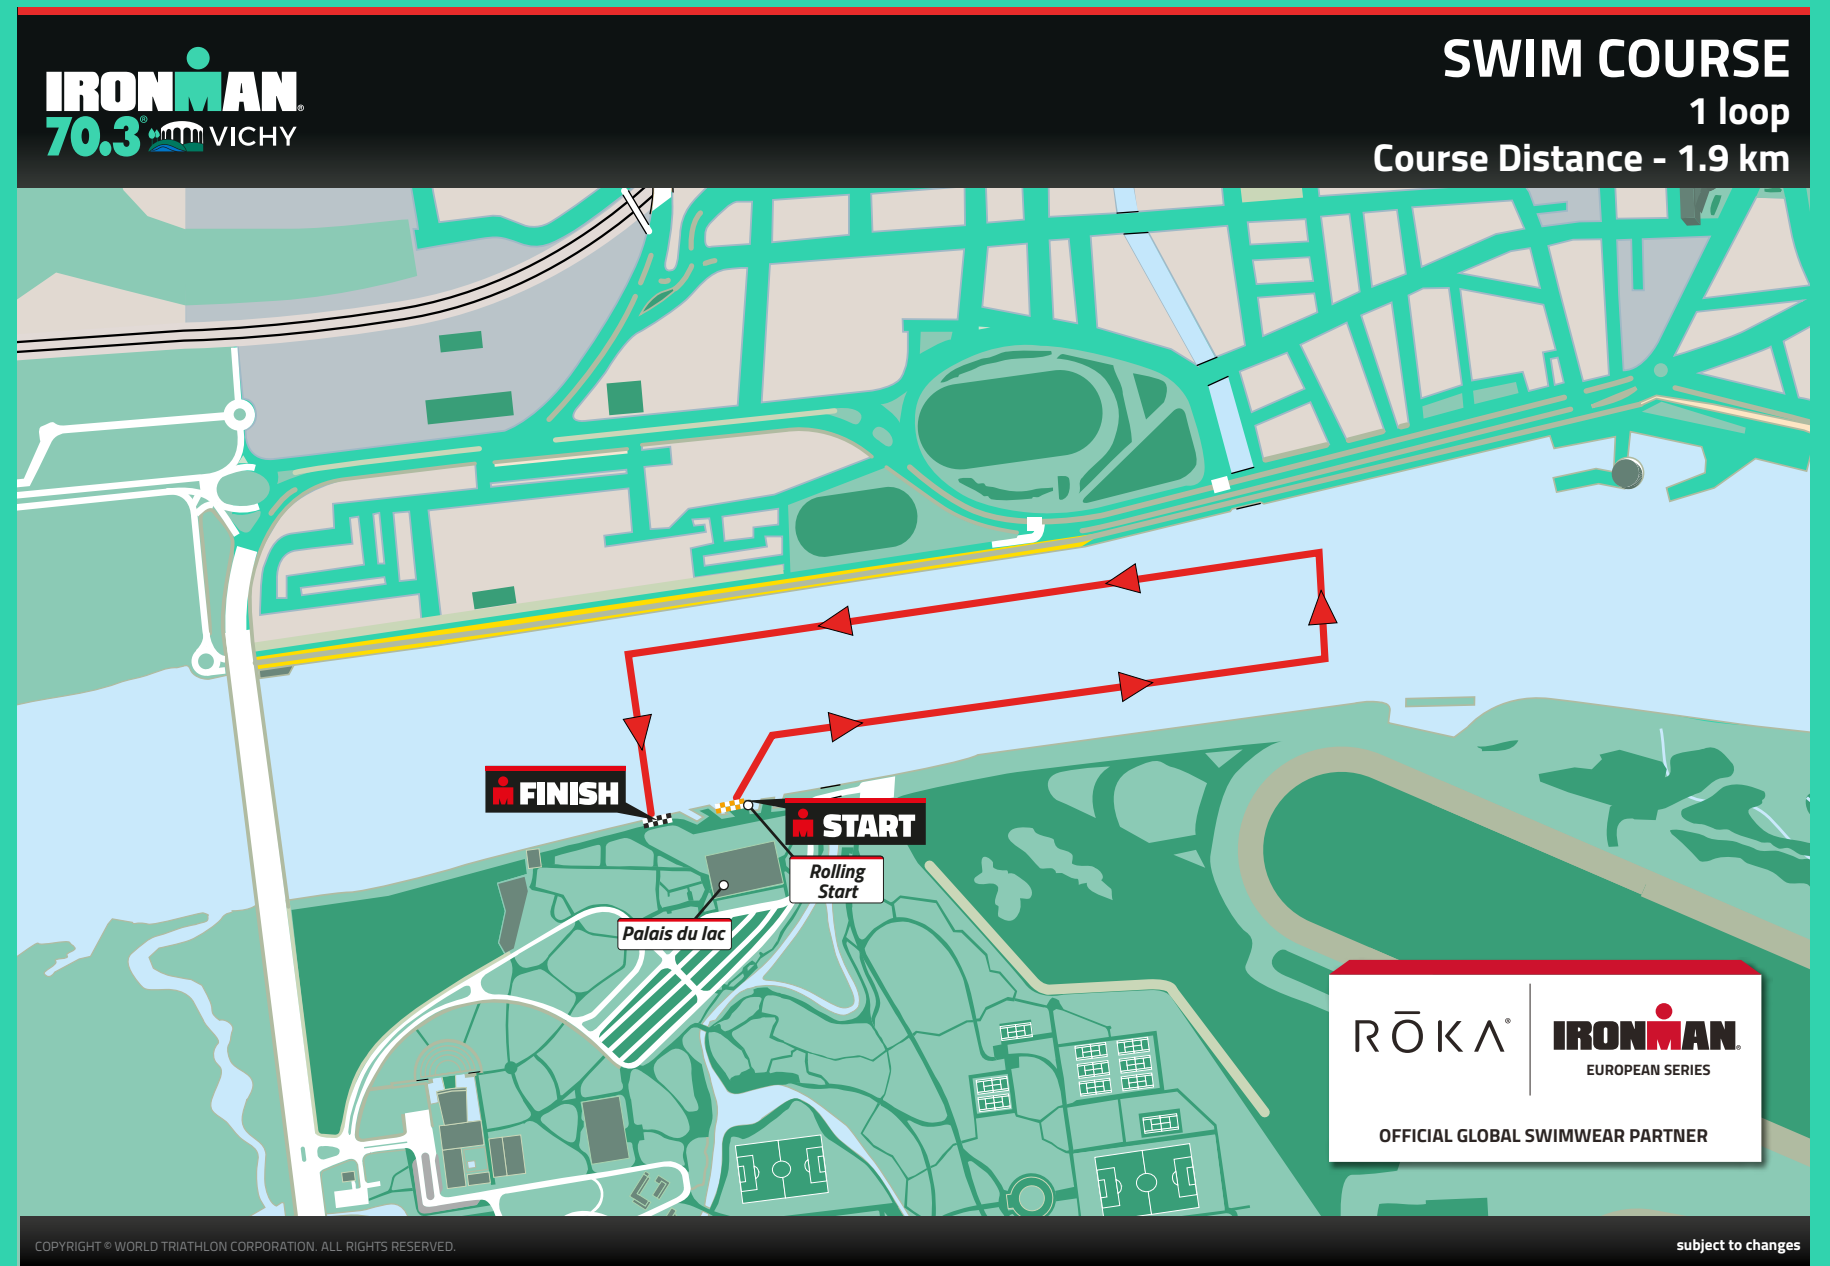 IRONMAN®
70.3® VICHY
SWIM COURSE
1 loop
Course Distance - 1.9 km
FINISH
START
Rolling
Start
Palais du lac
RŌKA®
IRONMAN®
EUROPEAN SERIES
OFFICIAL GLOBAL SWIMWEAR PARTNER
COPYRIGHT © WORLD TRIATHLON CORPORATION. ALL RIGHTS RESERVED.
subject to changes